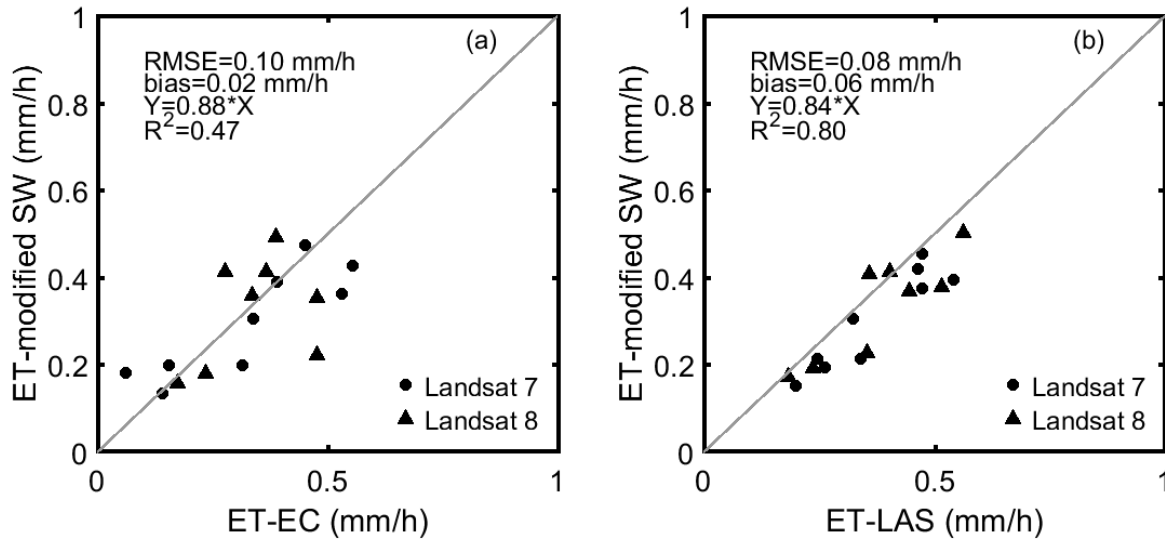 (a)
RMSE=0.10 mm/h
bias=0.02 mm/h
Y=0.88*X
R²=0.47
1
0.8
0.6
0.4
0.2
0
ET-modified SW (mm/h)
Landsat 7
Landsat 8
0
0.5
1
ET-EC (mm/h)
(b)
RMSE=0.08 mm/h
bias=0.06 mm/h
Y=0.84*X
R²=0.80
1
0.8
0.6
0.4
0.2
0
ET-modified SW (mm/h)
Landsat 7
Landsat 8
0
0.5
1
ET-LAS (mm/h)